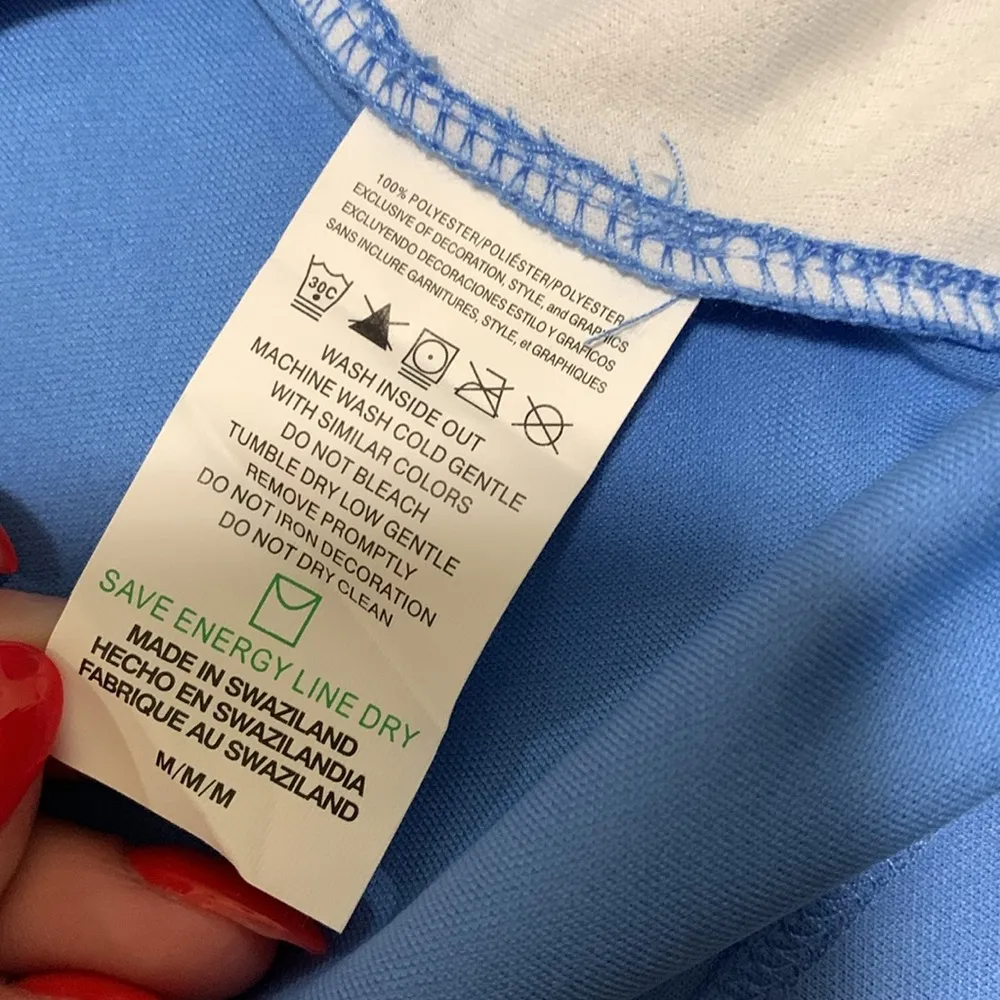 100% POLYESTER/POLIÉSTER/POLYESTER
EXCLUSIVE OF DECORATION, STYLE, and GRAPHICS
EXCLUYENDO DECORACIONES ESTILO Y GRAFICOS
SANS INCLURE GARNITURES, STYLE, et GRAPHIQUES
30C
WASH INSIDE OUT
MACHINE WASH COLD GENTLE
WITH SIMILAR COLORS
DO NOT BLEACH
TUMBLE DRY LOW GENTLE
REMOVE PROMPTLY
DO NOT IRON DECORATION
DO NOT DRY CLEAN
SAVE ENERGY LINE DRY
MADE IN SWAZILAND
HECHO EN SWAZILANDIA
FABRIQUE AU SWAZILAND
M/M/M